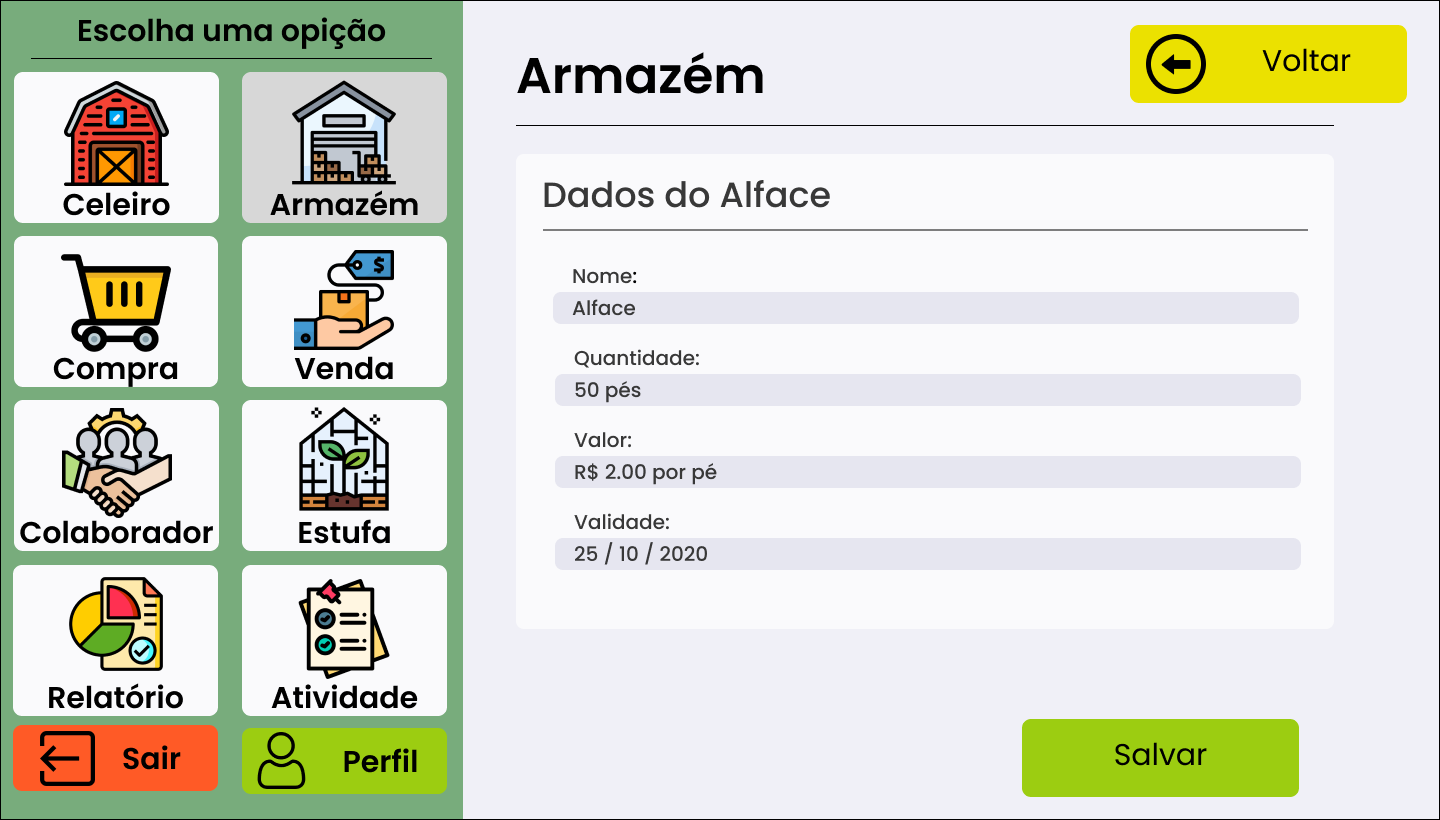 Escolha uma opição
Celeiro
Armazém
Compra
Venda
$
Colaborador
Estufa
Relatório
Atividade
Sair
Perfil
Armazém
Voltar
Dados do Alface
Nome:
Alface
Quantidade:
50 pés
Valor:
R$ 2.00 por pé
Validade:
25 / 10 / 2020
Salvar